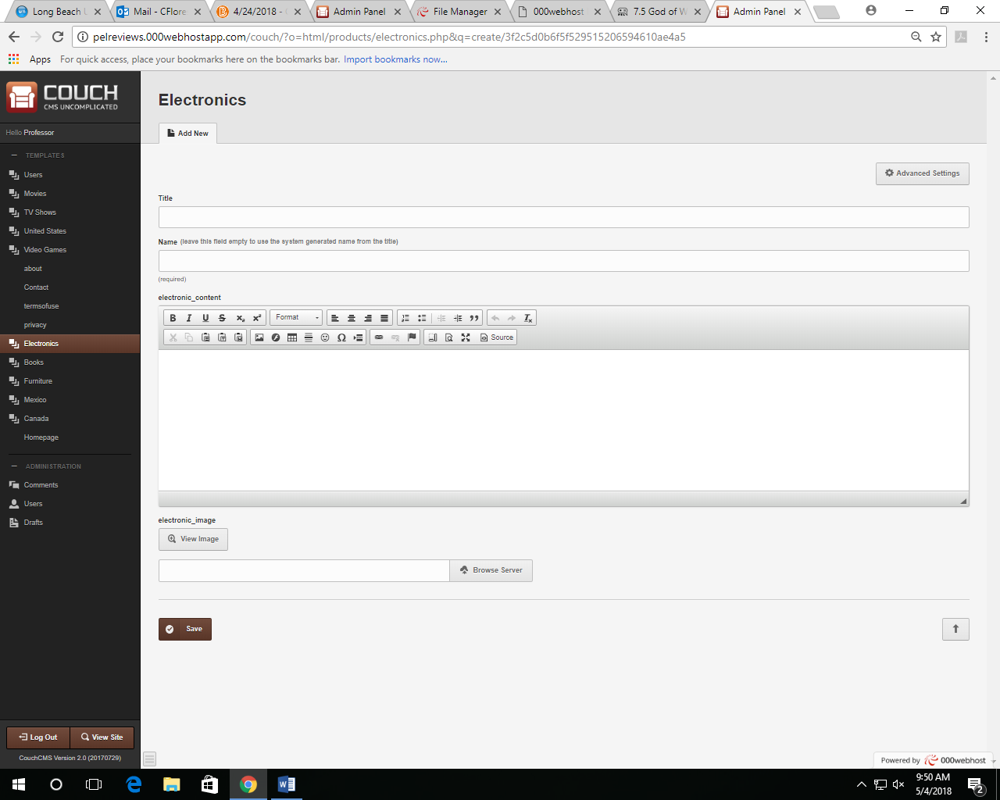 Long Beach
Mail - CFlore
4/24/2018 -
Admin Panel
File Manager
000webhost
7.5 God of W
Admin Panel
pelreviews.000webhostapp.com/couch/?o=html/products/electronics.php&q=create/3f2c5d0b6f5f529515206594610ae4a5
Apps For quick access, place your bookmarks here on the bookmarks bar. Import bookmarks now...
COUCH
CMS UNCOMPLICATED
Hello Professor
TEMPLATES
Users
Movies
TV Shows
United States
Video Games
about
Contact
termsofuse
privacy
Electronics
Books
Furniture
Mexico
Canada
Homepage
ADMINISTRATION
Comments
Users
Drafts
Log Out
View Site
CouchCMS Version 2.0 (20170729)
Electronics
Add New
Advanced Settings
Title
Name (leave this field empty to use the system generated name from the title)
(required)
electronic_content
Format
Source
electronic_image
View Image
Browse Server
Save
Powered by 000webhost
9:50 AM
5/4/2018
2